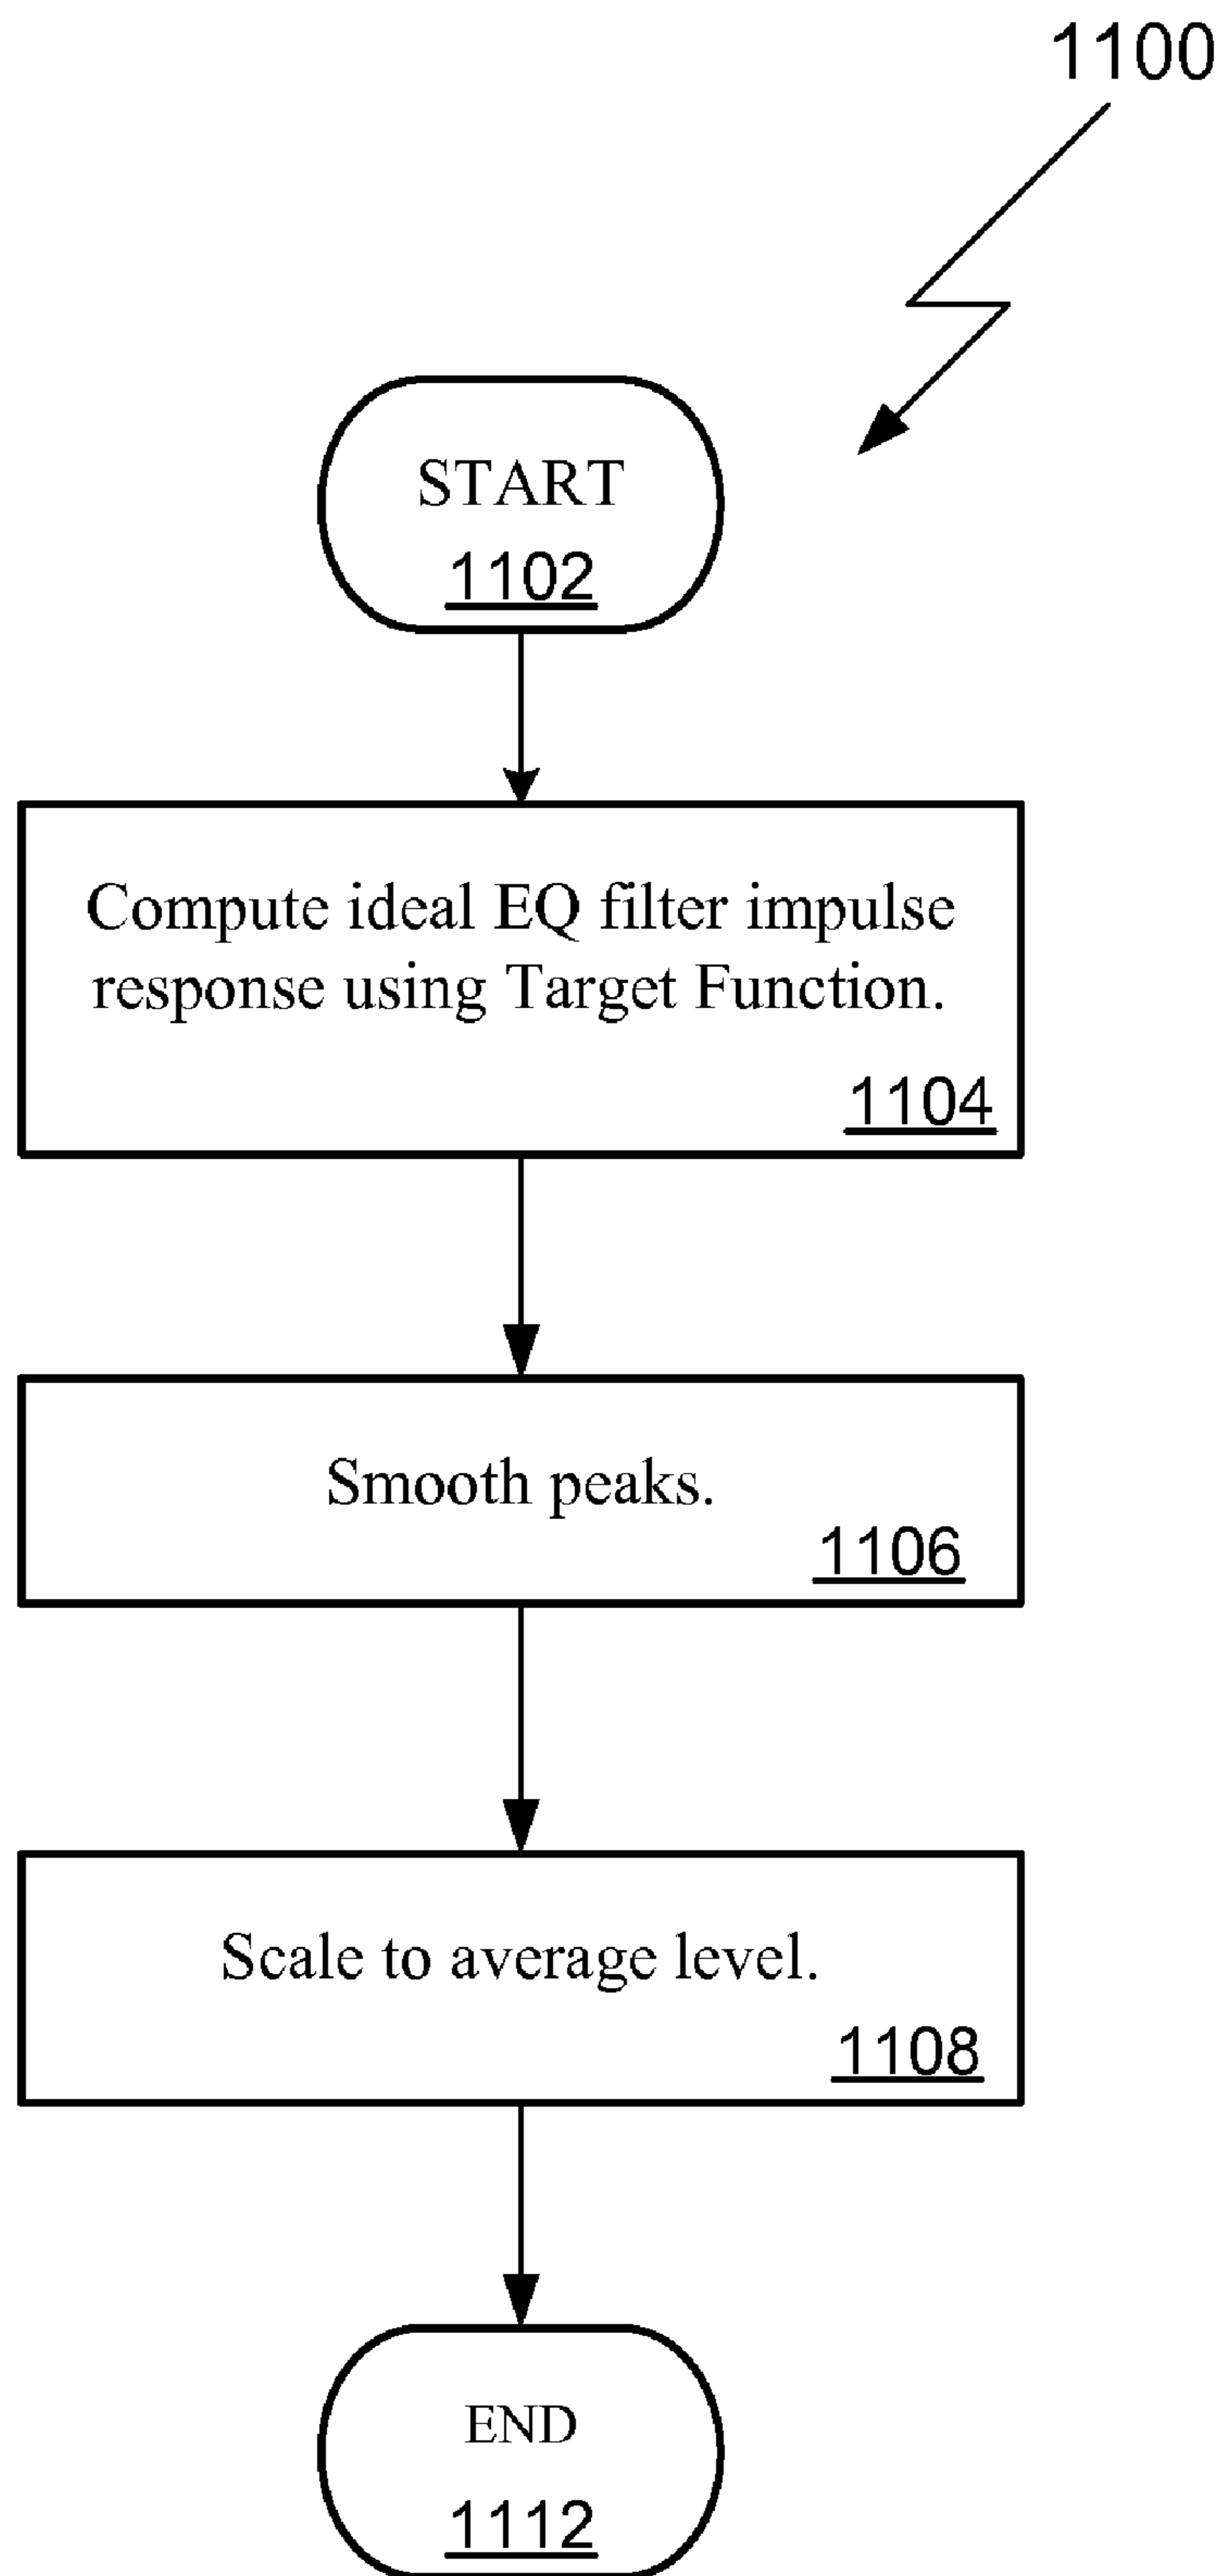 1100
START
1102
Compute ideal EQ filter impulse
response using Target Function.
1104
Smooth peaks.
1106
Scale to average level.
1108
END
1112